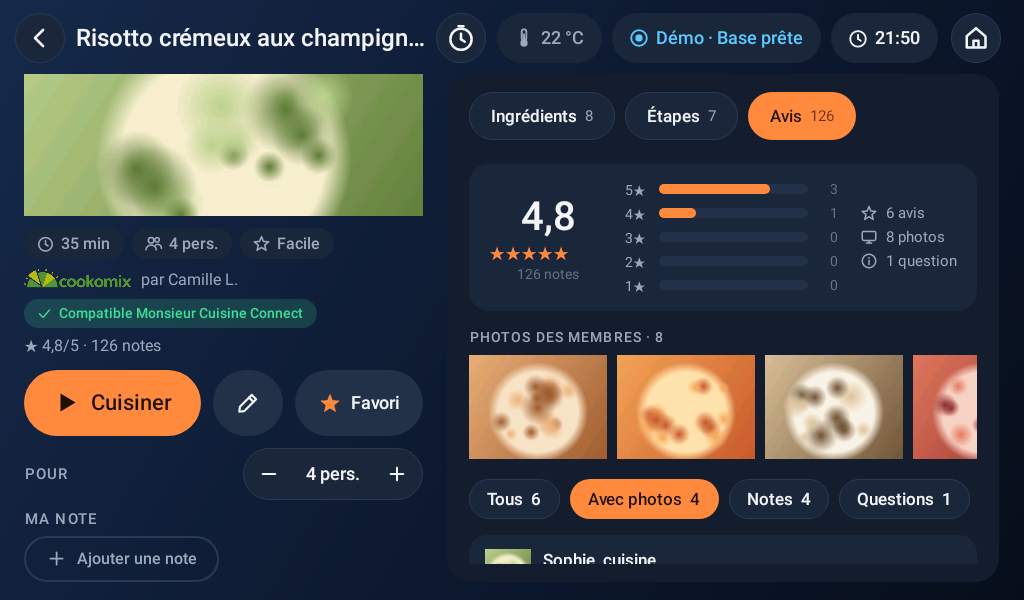 Risotto crémeux aux champign...
22 °C
Démo · Base prête
21:50
35 min
4 pers.
Facile
cookomix par Camille L.
Compatible Monsieur Cuisine Connect
★ 4,8/5 · 126 notes
Cuisiner
Favori
POUR
− 4 pers. +
MA NOTE
+ Ajouter une note
Ingrédients 8
Étapes 7
Avis 126
4,8
★★★★★
126 notes
5★ 3
4★ 1
3★ 0
2★ 0
1★ 0
6 avis
8 photos
1 question
PHOTOS DES MEMBRES · 8
Tous 6
Avec photos 4
Notes 4
Questions 1
Sophie cuisine